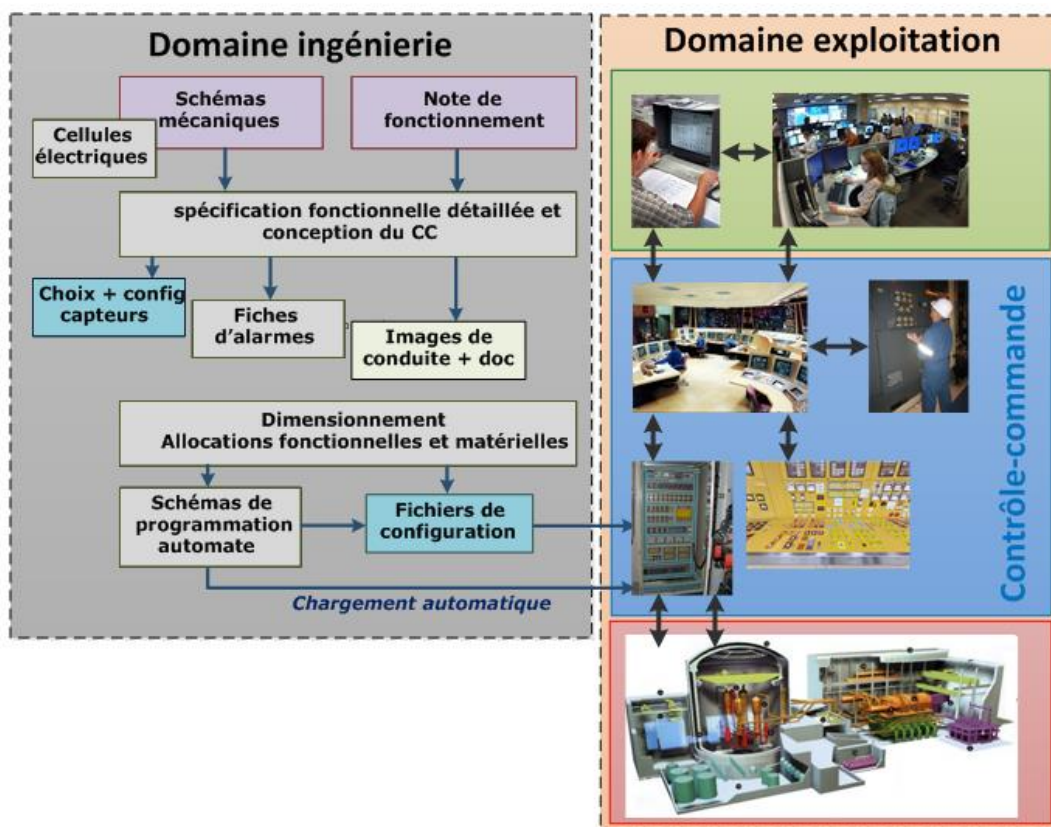 Domaine ingénierie
Schémas
mécaniques
Note de
fonctionnement
Cellules
électriques
spécification fonctionnelle détaillée et
conception du CC
Choix + config
capteurs
Fiches
d'alarmes
Images de
conduite + doc
Dimensionnement
Allocations fonctionnelles et matérielles
Schémas de
programmation
automate
Fichiers de
configuration
Chargement automatique
Domaine exploitation
Contrôle-commande